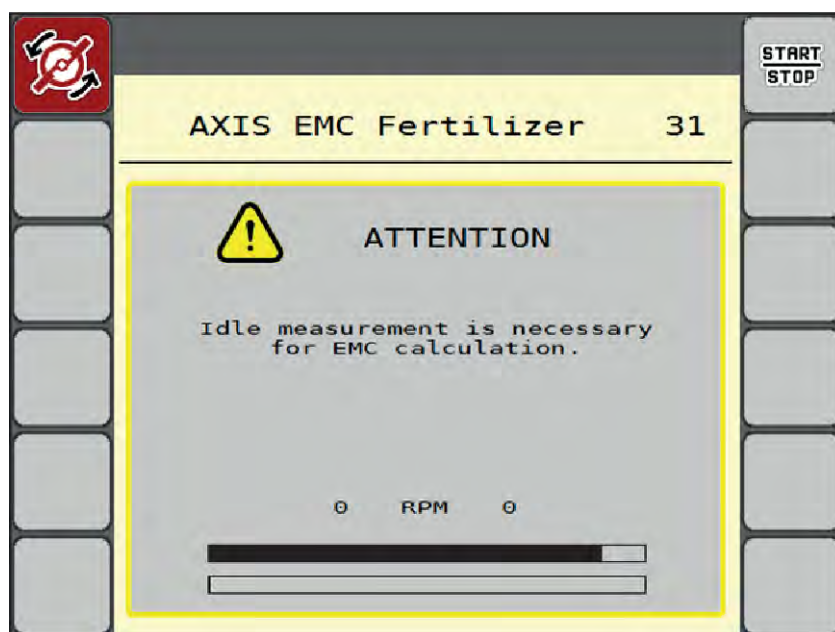 START
STOP
AXIS EMC Fertilizer 31
ATTENTION
Idle measurement is necessary
for EMC calculation.
0 RPM 0